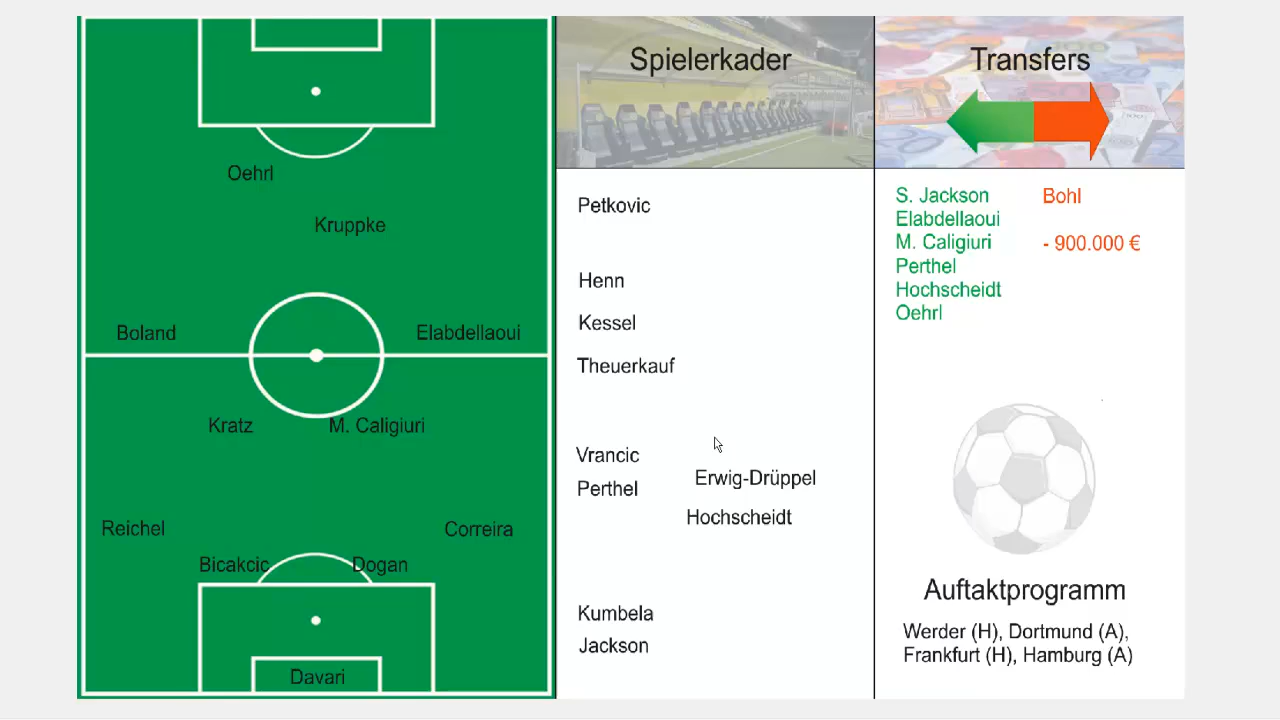 Oehrl
Kruppke
Boland
Elabdellaoui
Kratz
M. Caligiuri
Reichel
Correira
Bicakcic
Dogan
Davari
Spielerkader
Petkovic
Henn
Kessel
Theuerkauf
Vrancic
Erwig-Drüppel
Perthel
Hochscheidt
Kumbela
Jackson
Transfers
S. Jackson
Elabdellaoui
M. Caligiuri
Perthel
Hochscheidt
Oehrl
Bohl
- 900.000 €
Auftaktprogramm
Werder (H), Dortmund (A),
Frankfurt (H), Hamburg (A)